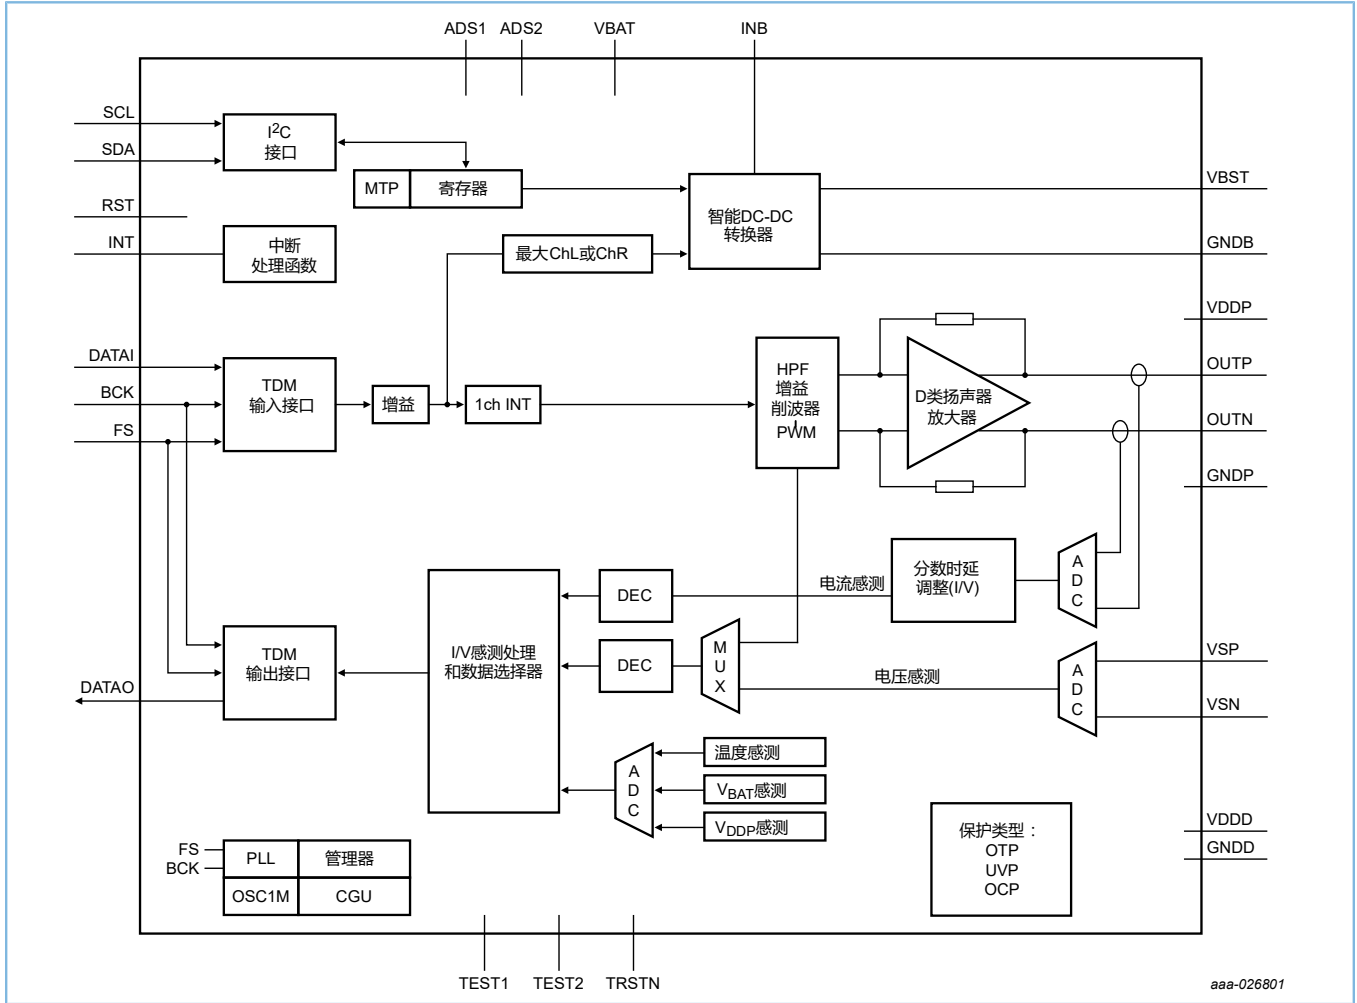 ADS1 ADS2 VBAT INB
SCL
SDA
RST
INT
I2C
接口
MTP 寄存器
中断
处理函数
最大ChL或ChR
智能DC-DC
转换器
VBST
GNDB
VDDP
OUTP
OUTN
GNDP
DATAI
BCK
FS
TDM
输入接口
增益
1ch INT
HPF
增益
削波器
PWM
D类扬声器
放大器
分数时延
调整(I/V)
ADC
电流感测
DEC
DEC
MUX
电压感测
ADC
VSP
VSN
I/V感测处理
和数据选择器
TDM
输出接口
DATAO
ADC
温度感测
VBAT感测
VDDP感测
保护类型：
OTP
UVP
OCP
VDDD
GNDD
FS
BCK
PLL 管理器
OSC1M CGU
TEST1 TEST2 TRSTN
aaa-026801